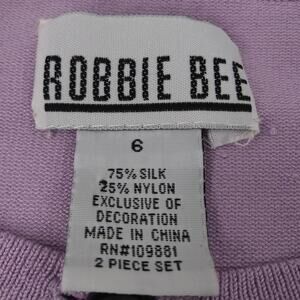 ROBBIE BEE
6
75% SILK
25% NYLON
EXCLUSIVE OF
DECORATION
MADE IN CHINA
RN#109881
2 PIECE SET